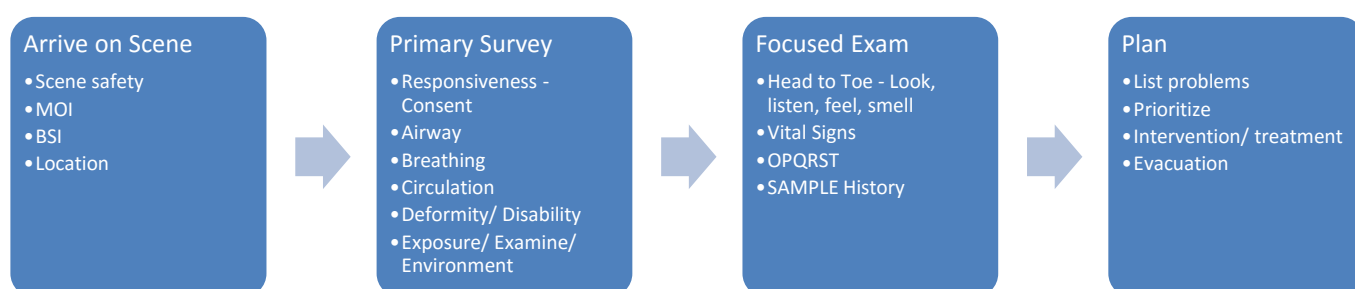 Arrive on Scene
•Scene safety
•MOI
•BSI
•Location
Primary Survey
•Responsiveness -
Consent
•Airway
•Breathing
•Circulation
•Deformity/ Disability
•Exposure/ Examine/
Environment
Focused Exam
•Head to Toe - Look,
listen, feel, smell
•Vital Signs
•OPQRST
•SAMPLE History
Plan
•List problems
•Prioritize
•Intervention/ treatment
•Evacuation